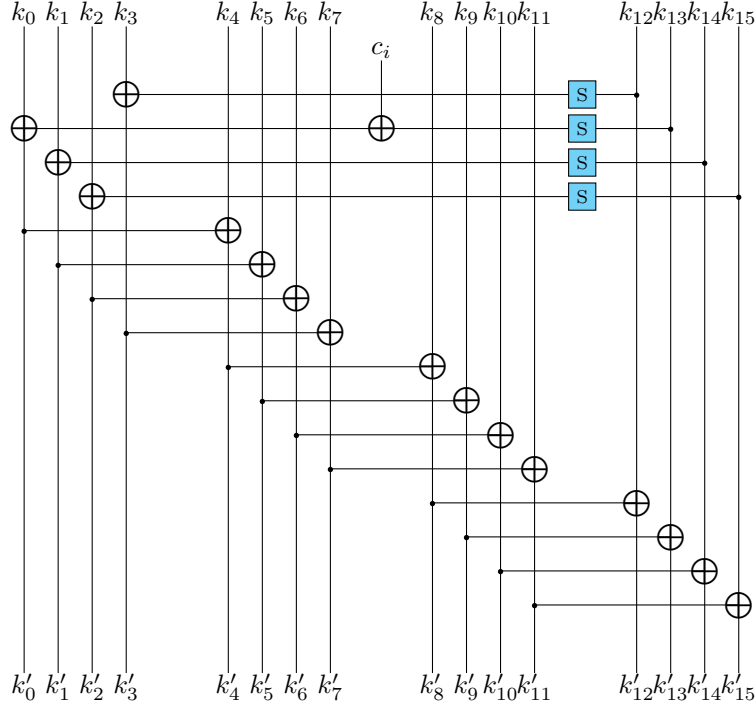 k₀ k₁ k₂ k₃ k₄ k₅ k₆ k₇ k₈ k₉ k₁₀ k₁₁ k₁₂ k₁₃ k₁₄ k₁₅
cᵢ
S
S
S
S
k′₀ k′₁ k′₂ k′₃ k′₄ k′₅ k′₆ k′₇ k′₈ k′₉ k′₁₀ k′₁₁ k′₁₂ k′₁₃ k′₁₄ k′₁₅